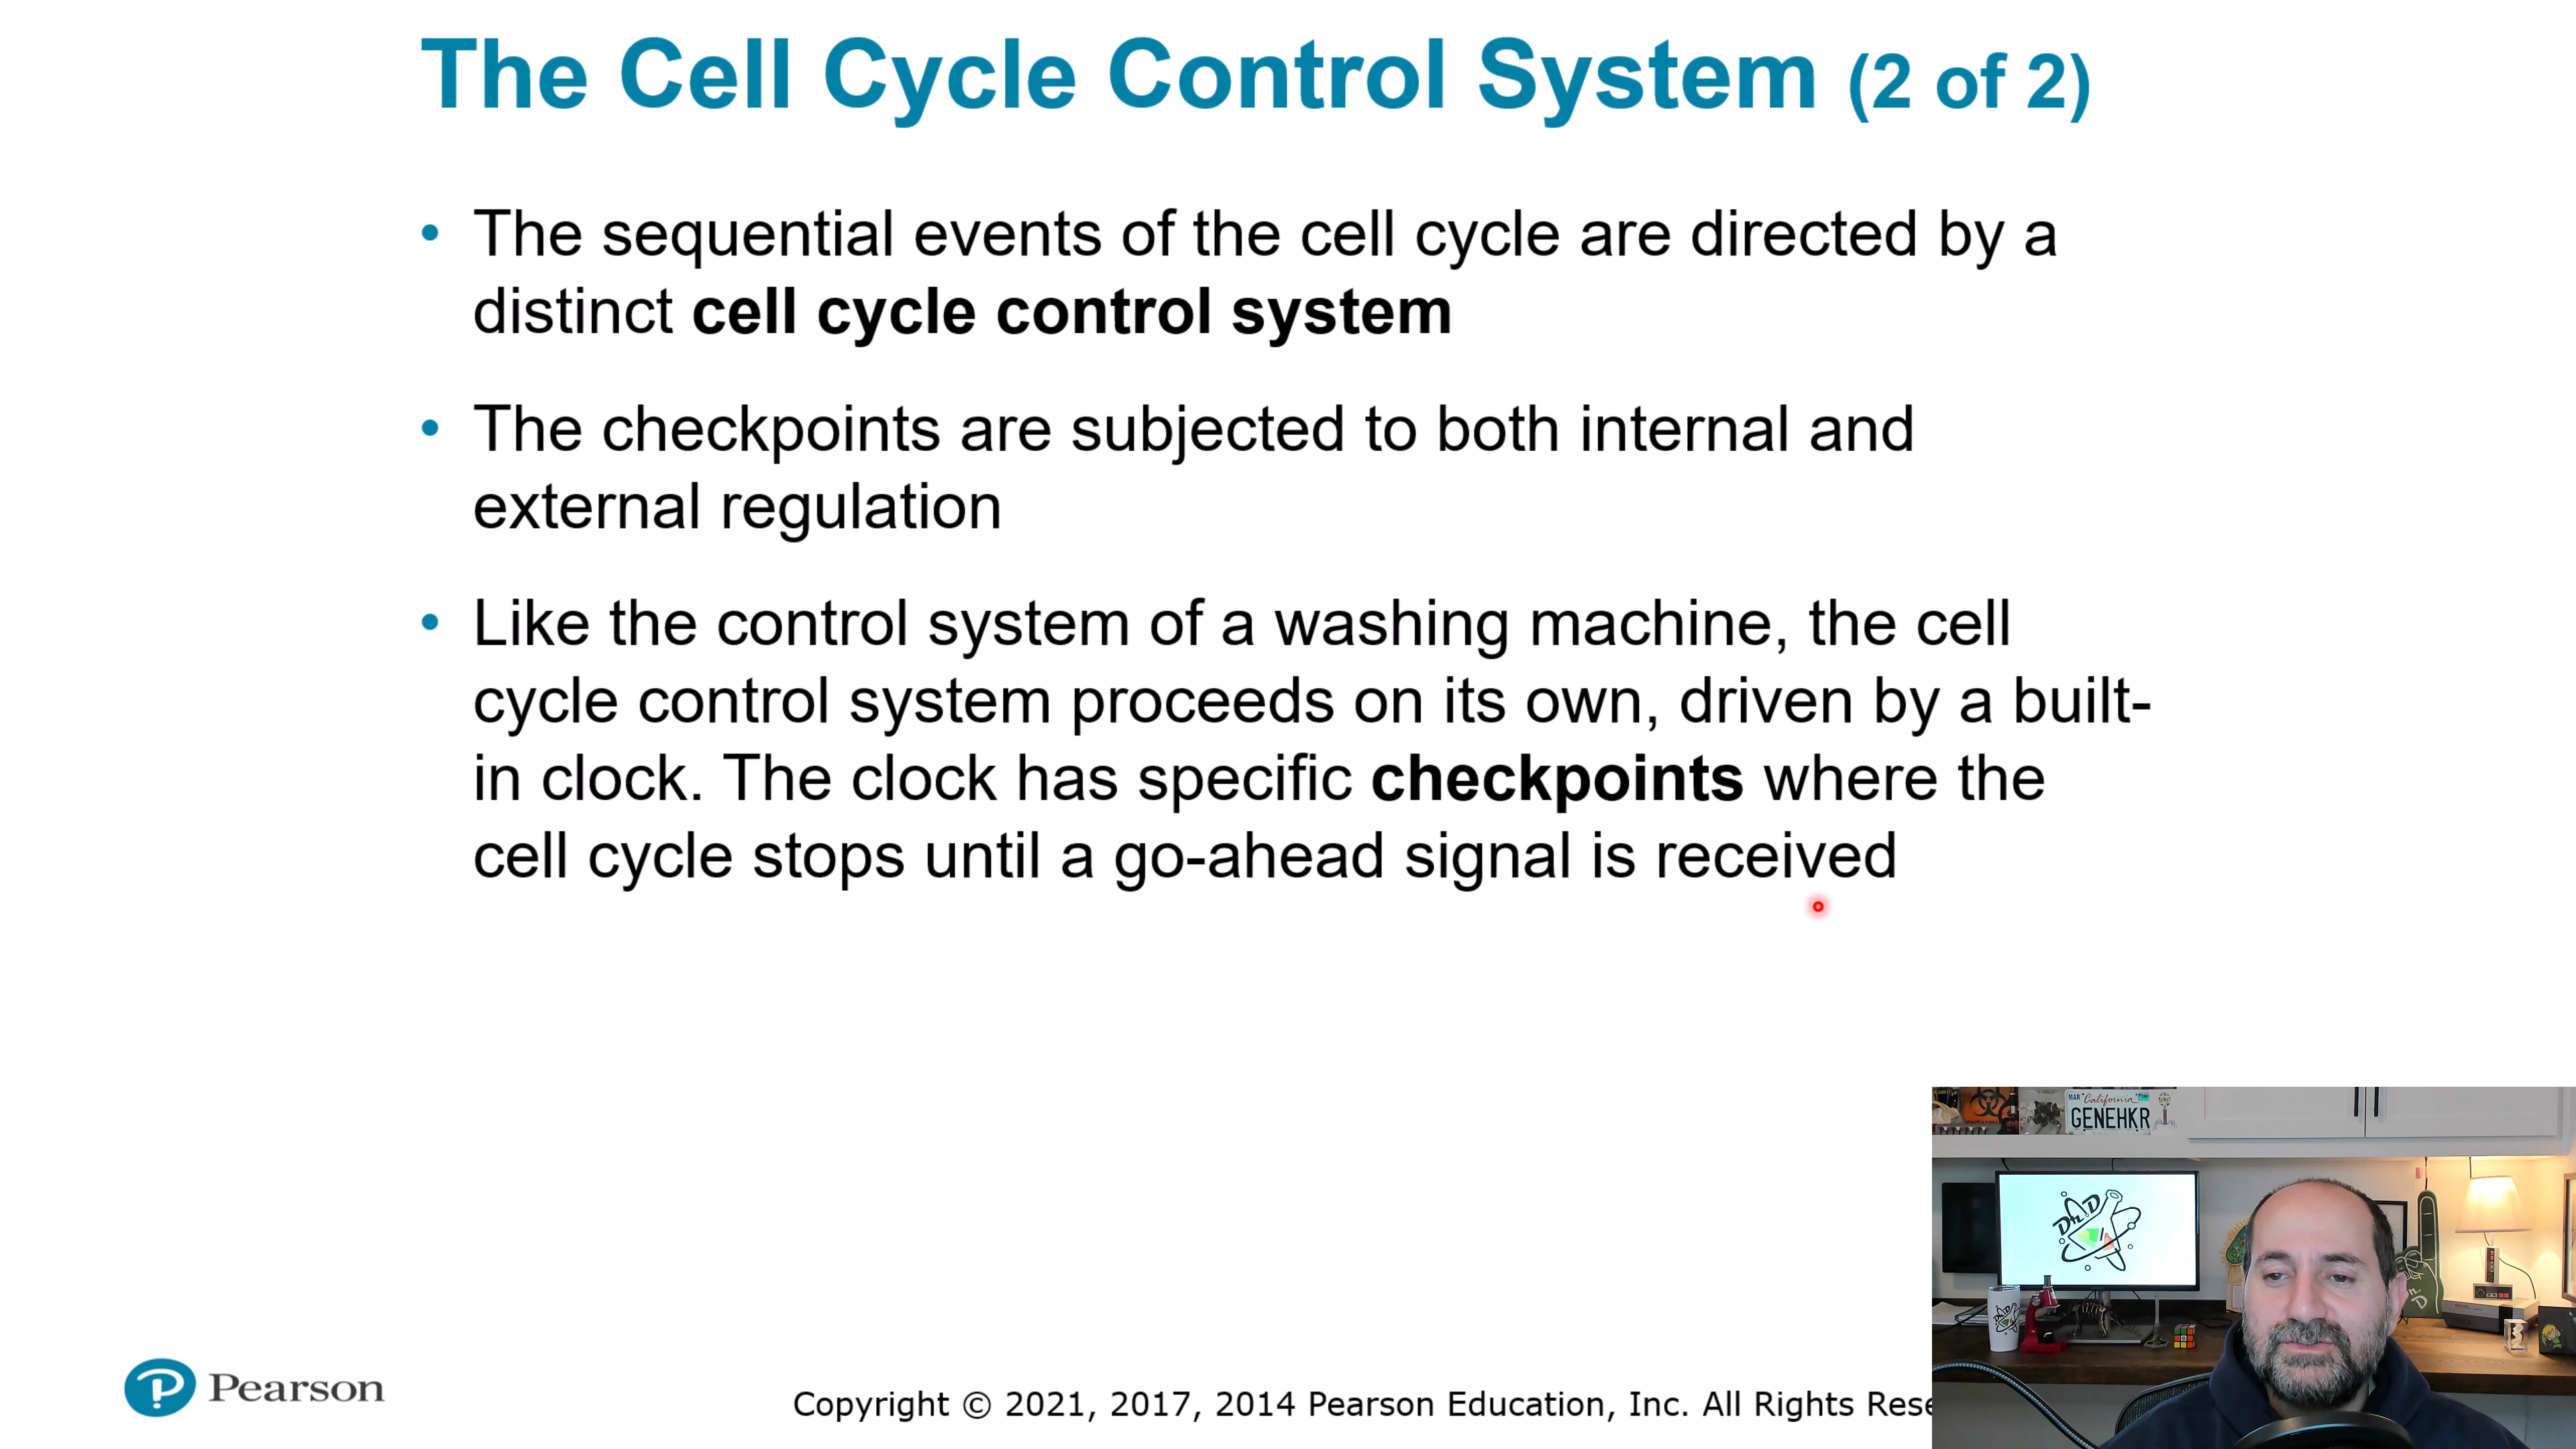 The Cell Cycle Control System (2 of 2)
• The sequential events of the cell cycle are directed by a
distinct cell cycle control system
• The checkpoints are subjected to both internal and
external regulation
• Like the control system of a washing machine, the cell
cycle control system proceeds on its own, driven by a built-
in clock. The clock has specific checkpoints where the
cell cycle stops until a go-ahead signal is received
MAR California
GENEHKR
Dr. D
Pearson
Copyright © 2021, 2017, 2014 Pearson Education, Inc. All Rights Rese